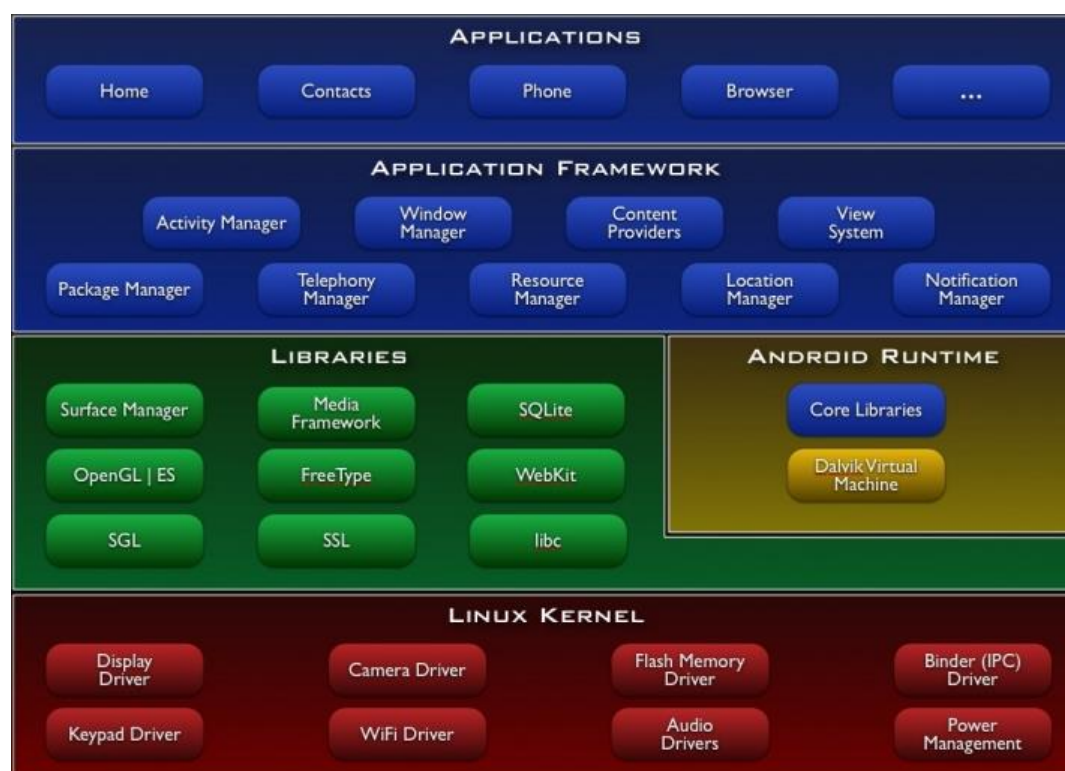 APPLICATIONS
Home
Contacts
Phone
Browser
...
APPLICATION FRAMEWORK
Activity Manager
Window
Manager
Content
Providers
View
System
Package Manager
Telephony
Manager
Resource
Manager
Location
Manager
Notification
Manager
LIBRARIES
Surface Manager
Media
Framework
SQLite
OpenGL | ES
FreeType
WebKit
SGL
SSL
libc
ANDROID RUNTIME
Core Libraries
Dalvik Virtual
Machine
LINUX KERNEL
Display
Driver
Camera Driver
Flash Memory
Driver
Binder (IPC)
Driver
Keypad Driver
WiFi Driver
Audio
Drivers
Power
Management